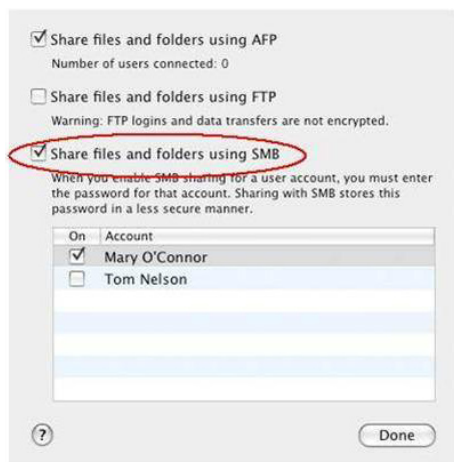 Share files and folders using AFP
Number of users connected: 0
Share files and folders using FTP
Warning: FTP logins and data transfers are not encrypted.
Share files and folders using SMB
When you enable SMB sharing for a user account, you must enter
the password for that account. Sharing with SMB stores this
password in a less secure manner.
On Account
Mary O'Connor
Tom Nelson
? Done